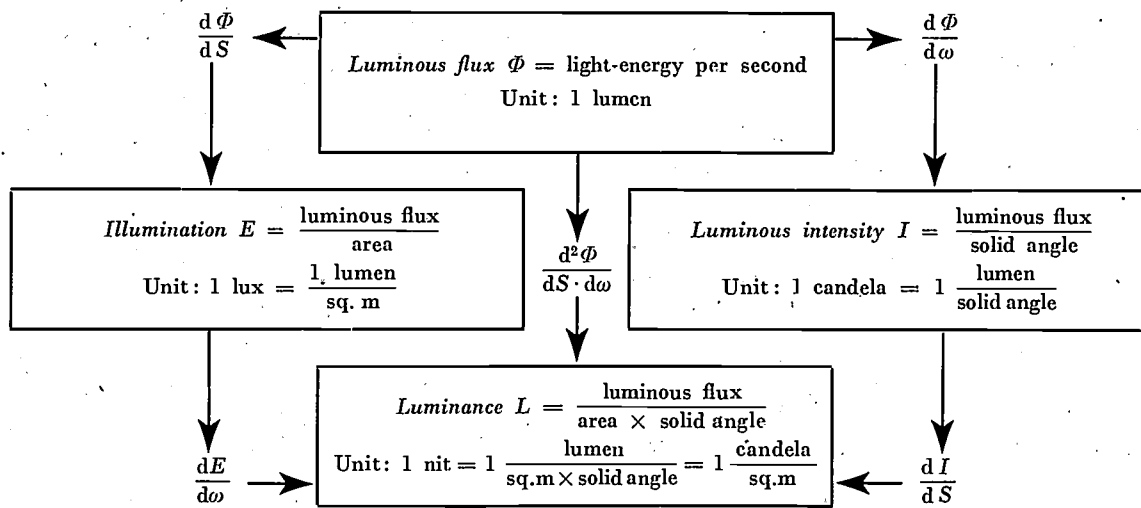 dΦ/dS
Luminous flux Φ = light-energy per second
Unit: 1 lumen
dΦ/dω
Illumination E = luminous flux/area
Unit: 1 lux = 1 lumen/sq. m
d²Φ/dS · dω
Luminous intensity I = luminous flux/solid angle
Unit: 1 candela = 1 lumen/solid angle
Luminance L = luminous flux/area × solid angle
Unit: 1 nit = 1 lumen/sq.m × solid angle = 1 candela/sq.m
dE/dω
dI/dS